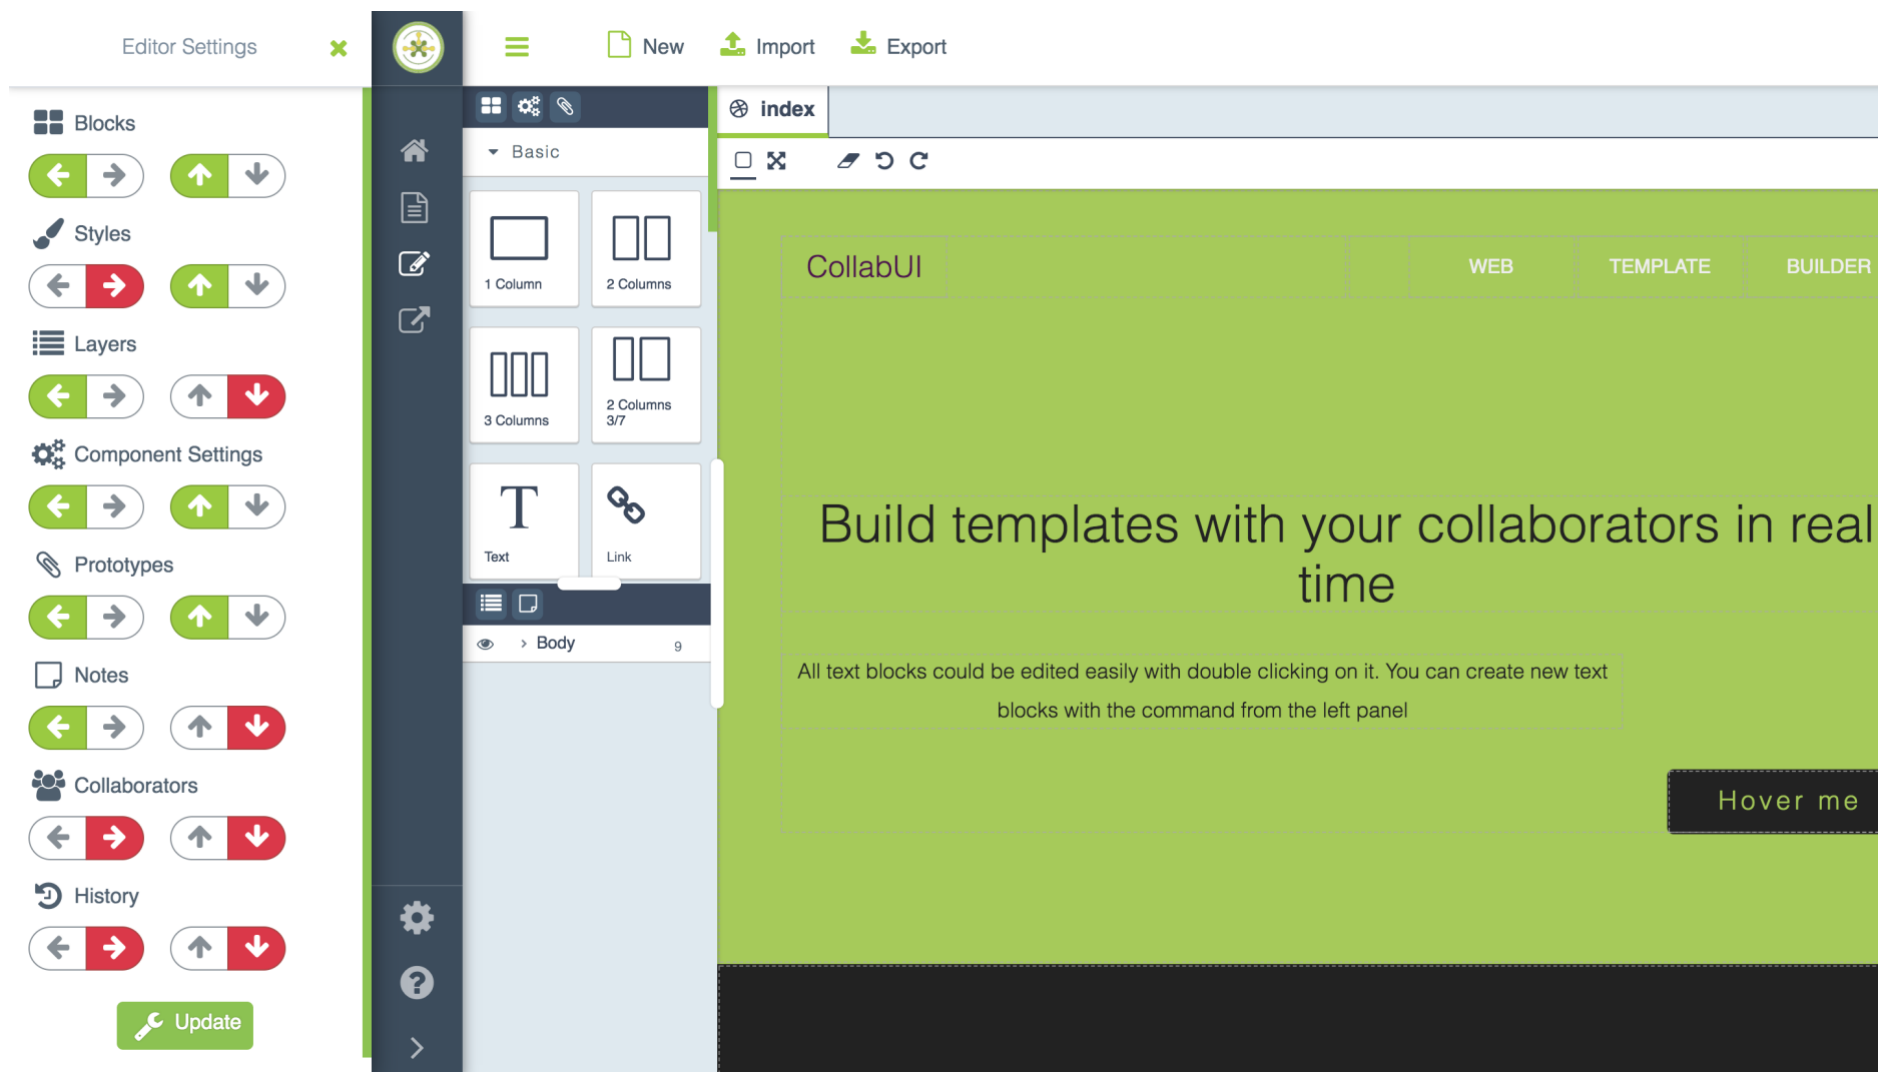 Editor Settings
New
Import
Export
Blocks
Styles
Layers
Component Settings
Prototypes
Notes
Collaborators
History
Update
Basic
1 Column
2 Columns
3 Columns
2 Columns
3/7
Text
Link
Body
9
index
CollabUI
WEB
TEMPLATE
BUILDER
Build templates with your collaborators in real
time
All text blocks could be edited easily with double clicking on it. You can create new text
blocks with the command from the left panel
Hover me